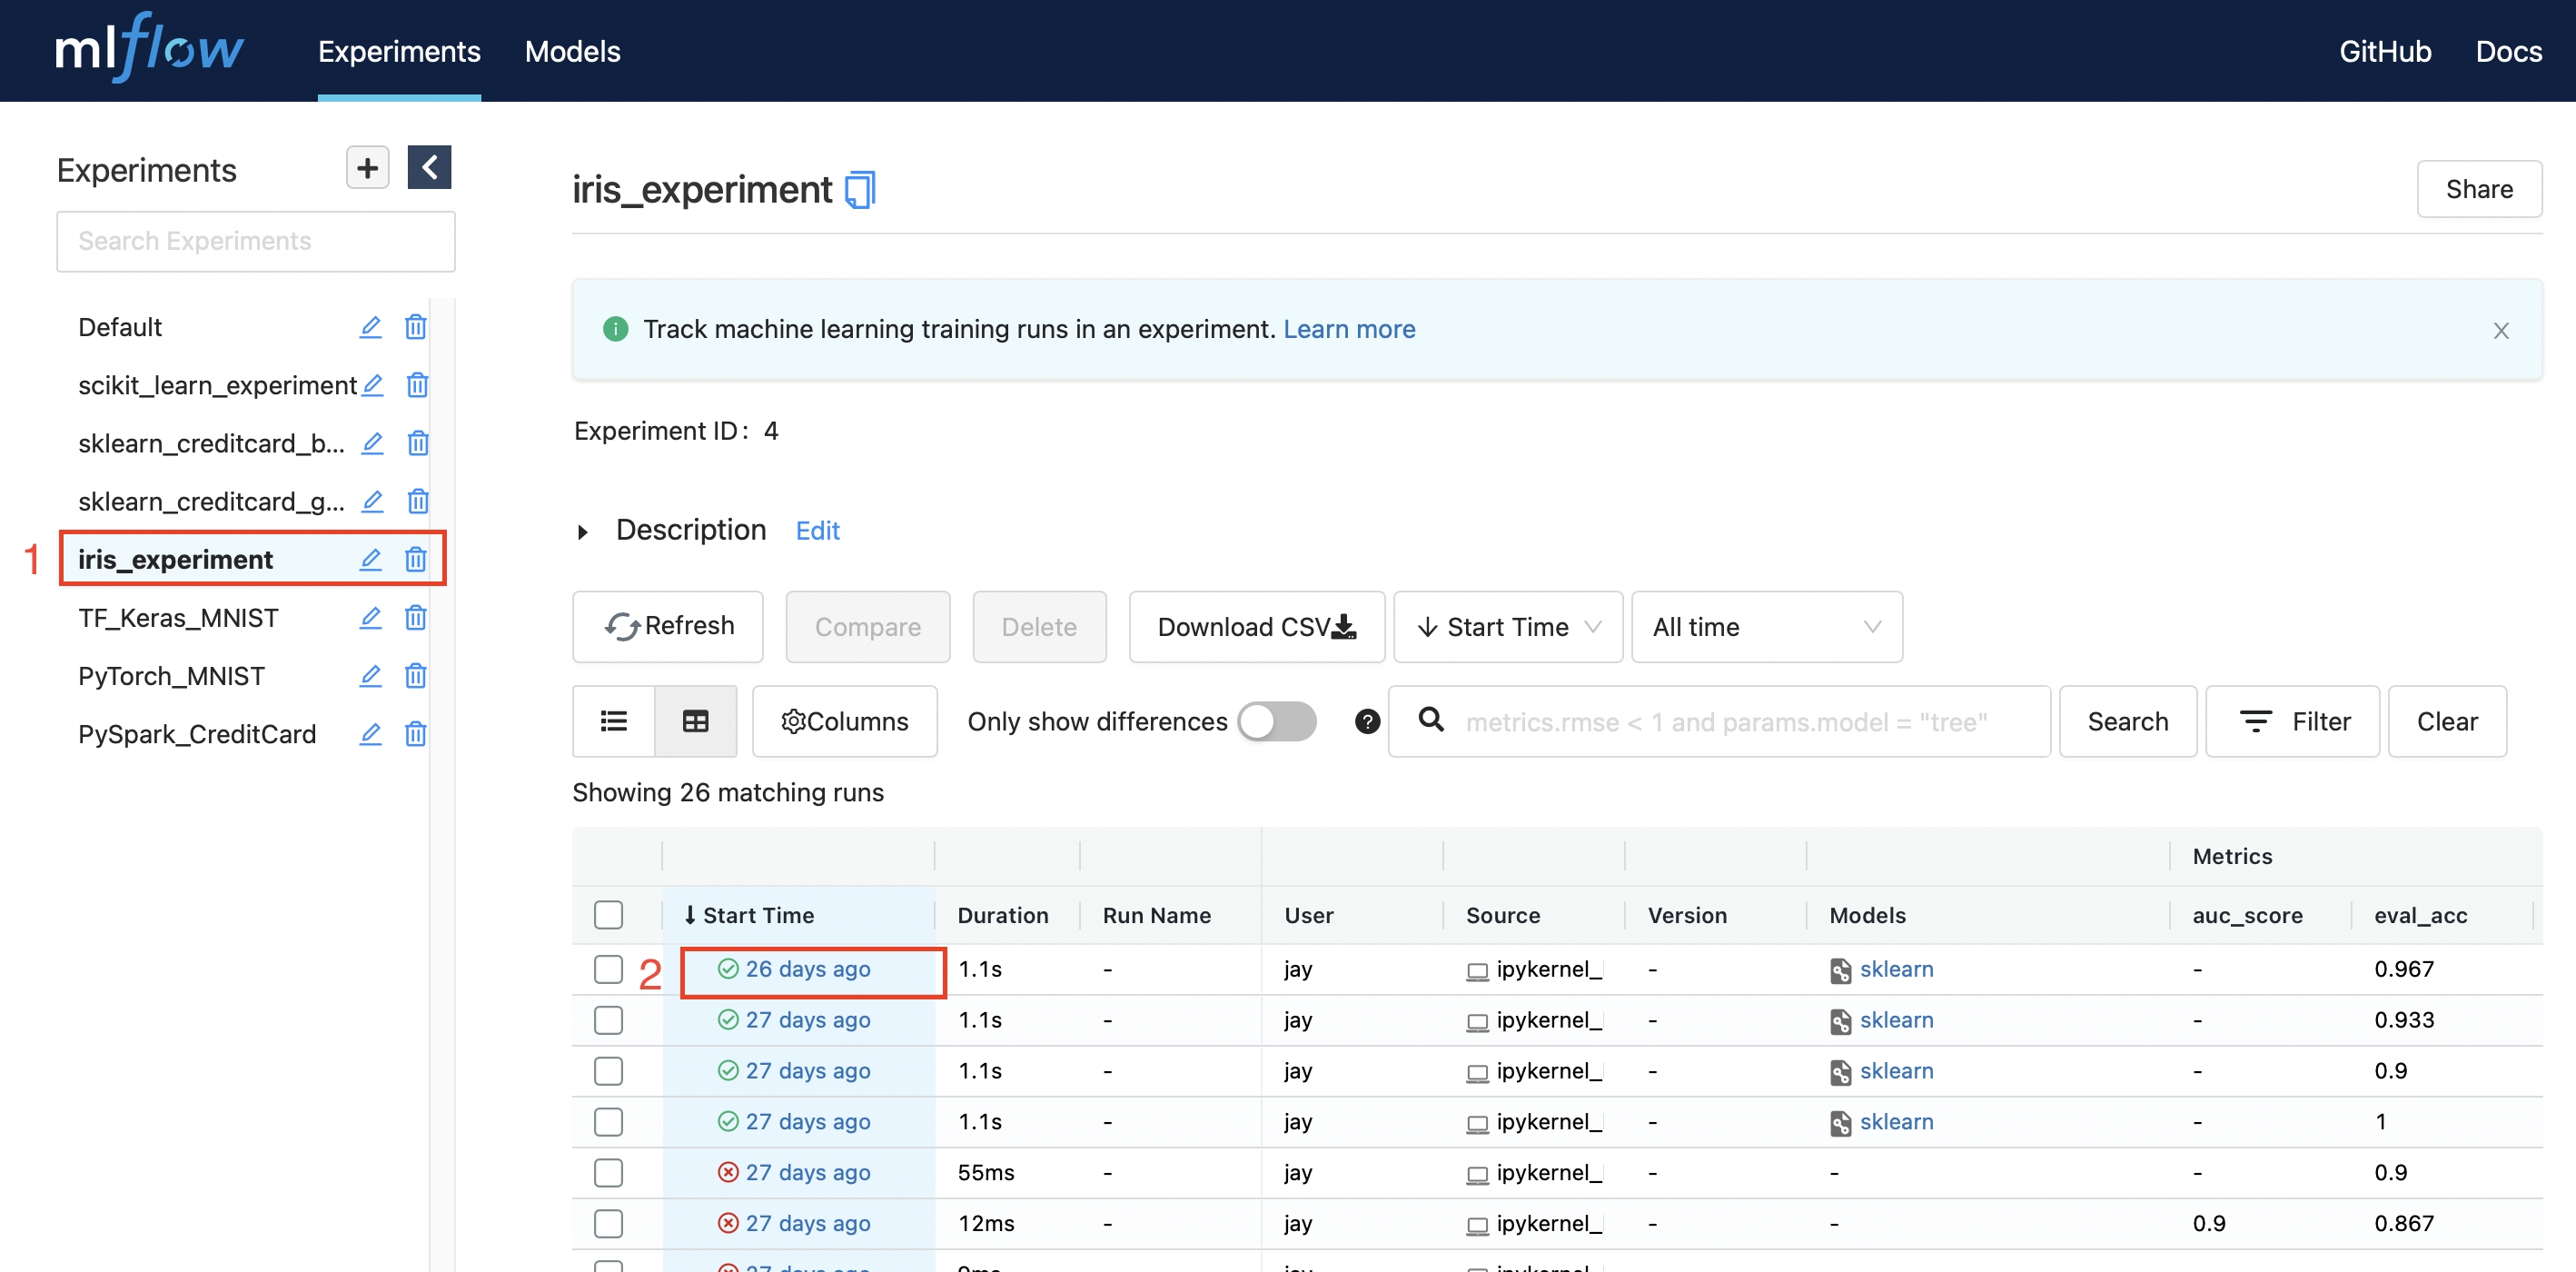 mlflow Experiments Models GitHub Docs
Experiments
Search Experiments
Default
scikit_learn_experiment
sklearn_creditcard_b...
sklearn_creditcard_g...
1 iris_experiment
TF_Keras_MNIST
PyTorch_MNIST
PySpark_CreditCard
iris_experiment Share
Track machine learning training runs in an experiment. Learn more
Experiment ID: 4
Description Edit
Refresh Compare Delete Download CSV Start Time All time
Columns Only show differences metrics.rmse < 1 and params.model = "tree" Search Filter Clear
Showing 26 matching runs
Metrics
Start Time Duration Run Name User Source Version Models auc_score eval_acc
2 26 days ago 1.1s - jay ipykernel_ - sklearn - 0.967
27 days ago 1.1s - jay ipykernel_ - sklearn - 0.933
27 days ago 1.1s - jay ipykernel_ - sklearn - 0.9
27 days ago 1.1s - jay ipykernel_ - sklearn - 1
27 days ago 55ms - jay ipykernel_ - - - 0.9
27 days ago 12ms - jay ipykernel_ - - 0.9 0.867